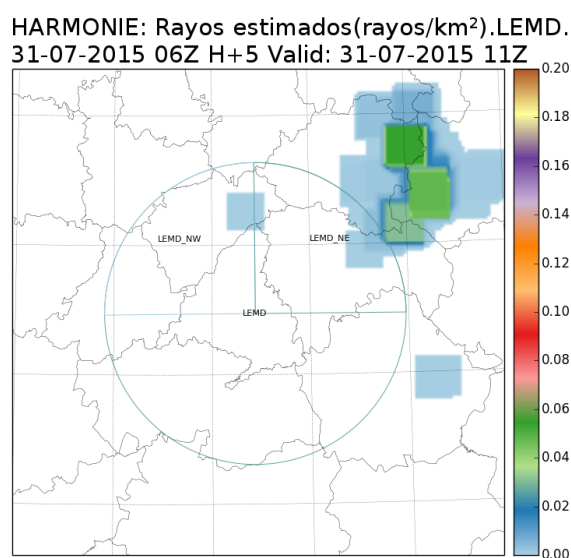 HARMONIE: Rayos estimados(rayos/km²).LEMD.
31-07-2015 06Z H+5 Valid: 31-07-2015 11Z
0.20
0.18
0.16
0.14
0.12
0.10
0.08
0.06
0.04
0.02
0.00
LEMD_NW
LEMD_NE
LEMD